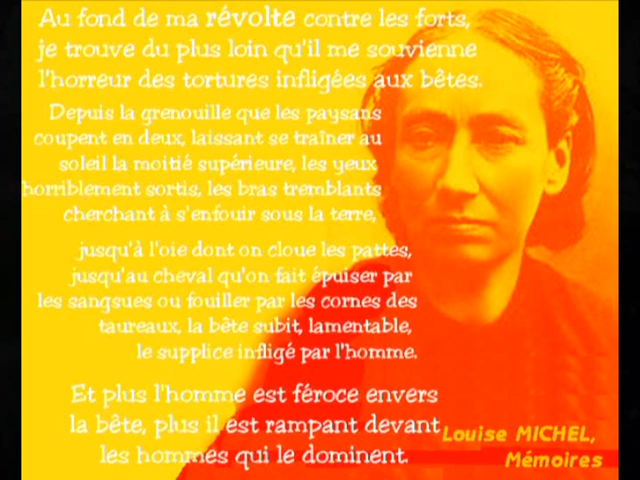 Au fond de ma révolte contre les forts,
je trouve du plus loin qu'il me souvienne
l'horreur des tortures infligées aux bêtes.
Depuis la grenouille que les paysans
coupent en deux, laissant se traîner au
soleil la moitié supérieure, les yeux
horriblement sortis, les bras tremblants
cherchant à s'enfouir sous la terre,
jusqu'à l'oie dont on cloue les pattes,
jusqu'au cheval qu'on fait épuiser par
les sangsues ou fouiller par les cornes des
taureaux, la bête subit, lamentable,
le supplice infligé par l'homme.
Et plus l'homme est féroce envers
la bête, plus il est rampant devant
les hommes qui le dominent.
Louise MICHEL,
Mémoires